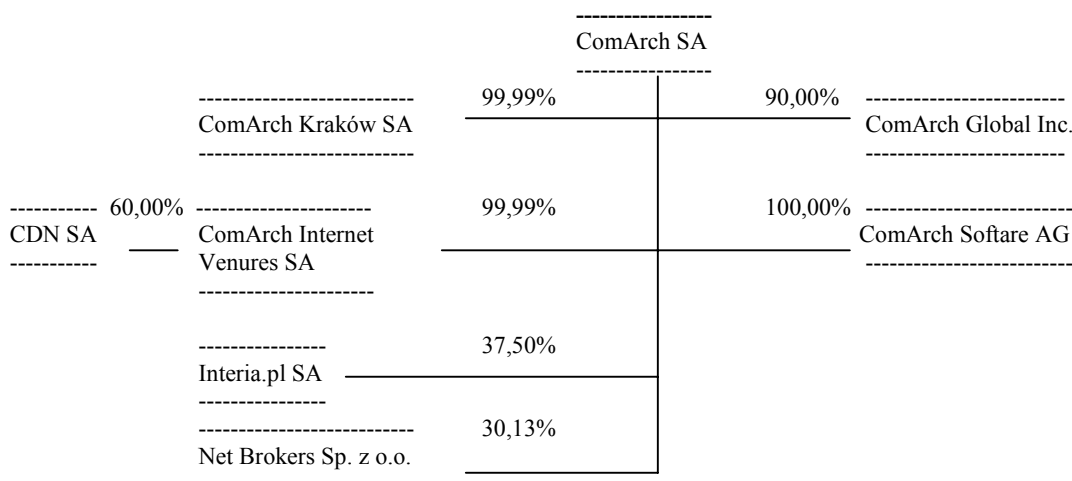 ComArch SA
99,99% 90,00%
ComArch Kraków SA ComArch Global Inc.
60,00% 99,99% 100,00%
CDN SA ComArch Internet ComArch Softare AG
Venures SA
37,50%
Interia.pl SA
30,13%
Net Brokers Sp. z o.o.